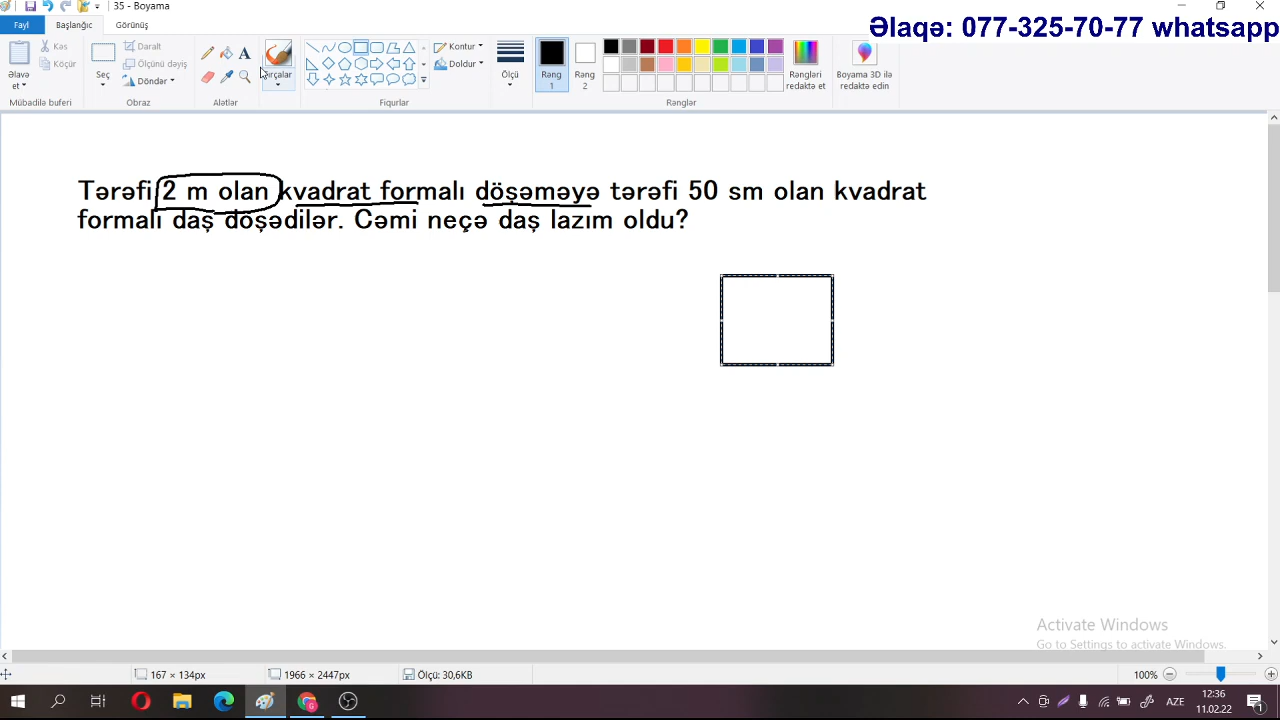 35 - Boyama
Fayl
Başlanğıc
Görünüş
Əlaqə: 077-325-70-77 whatsapp
Əlavə et
Kəs
Köçür
Mübadilə buferi
Seç
Daralt
Ölçünü dəyiş
Döndər
Obraz
A
Alətlər
Fırçalar
Kontur
Doldur
Fiqurlar
Ölçü
Rəng 1
Rəng 2
Rəngləri redaktə et
Rənglər
Boyama 3D ilə redaktə edin
Tərəfi 2 m olan kvadrat formalı döşəməyə tərəfi 50 sm olan kvadrat
formalı daş döşədilər. Cəmi neçə daş lazım oldu?
Activate Windows
Go to Settings to activate Windows.
167 × 134px
1966 × 2447px
Ölçü: 30,6KB
100%
AZE
12:36
11.02.22
1